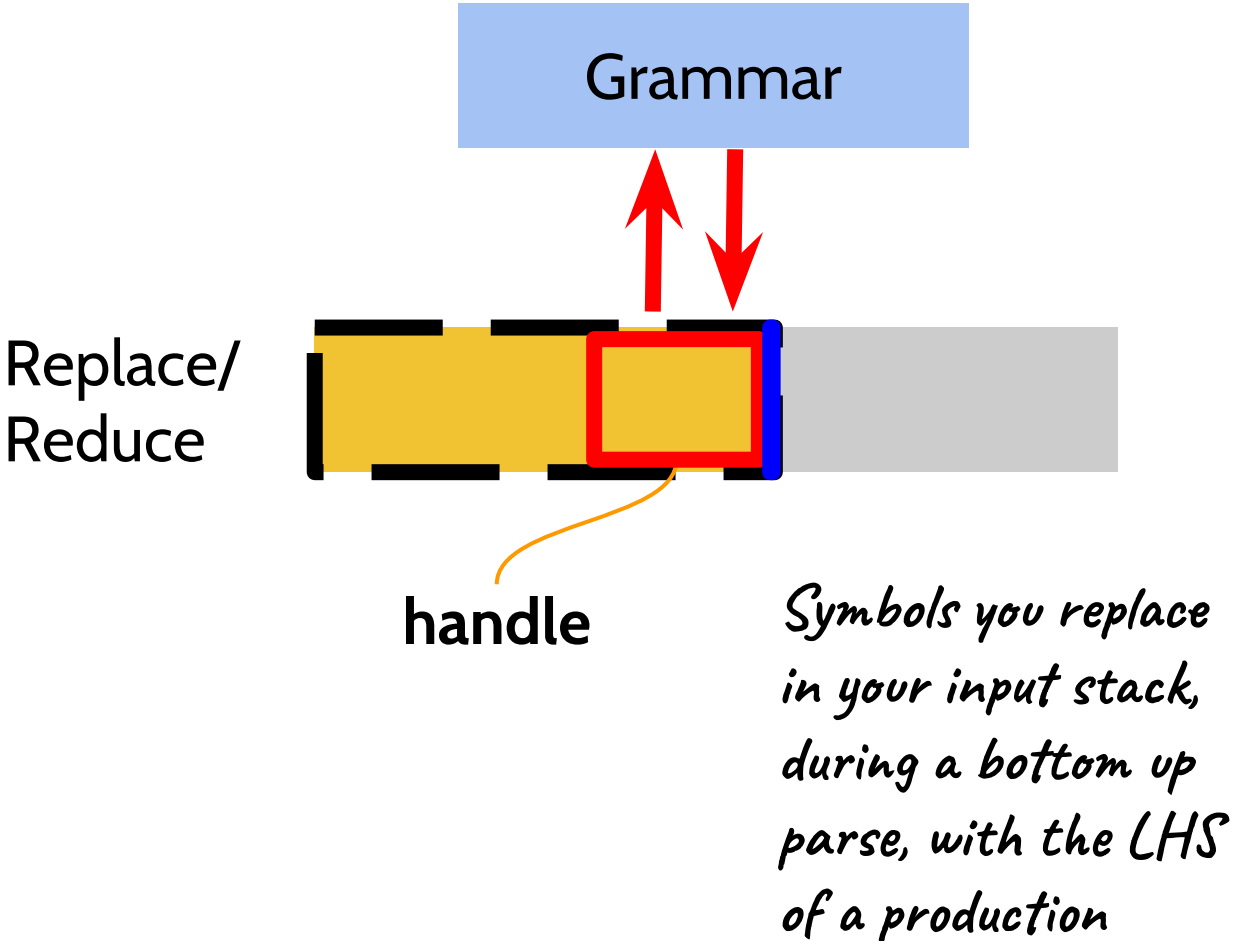 Grammar
Replace/
Reduce
handle
Symbols you replace
in your input stack,
during a bottom up
parse, with the LHS
of a production